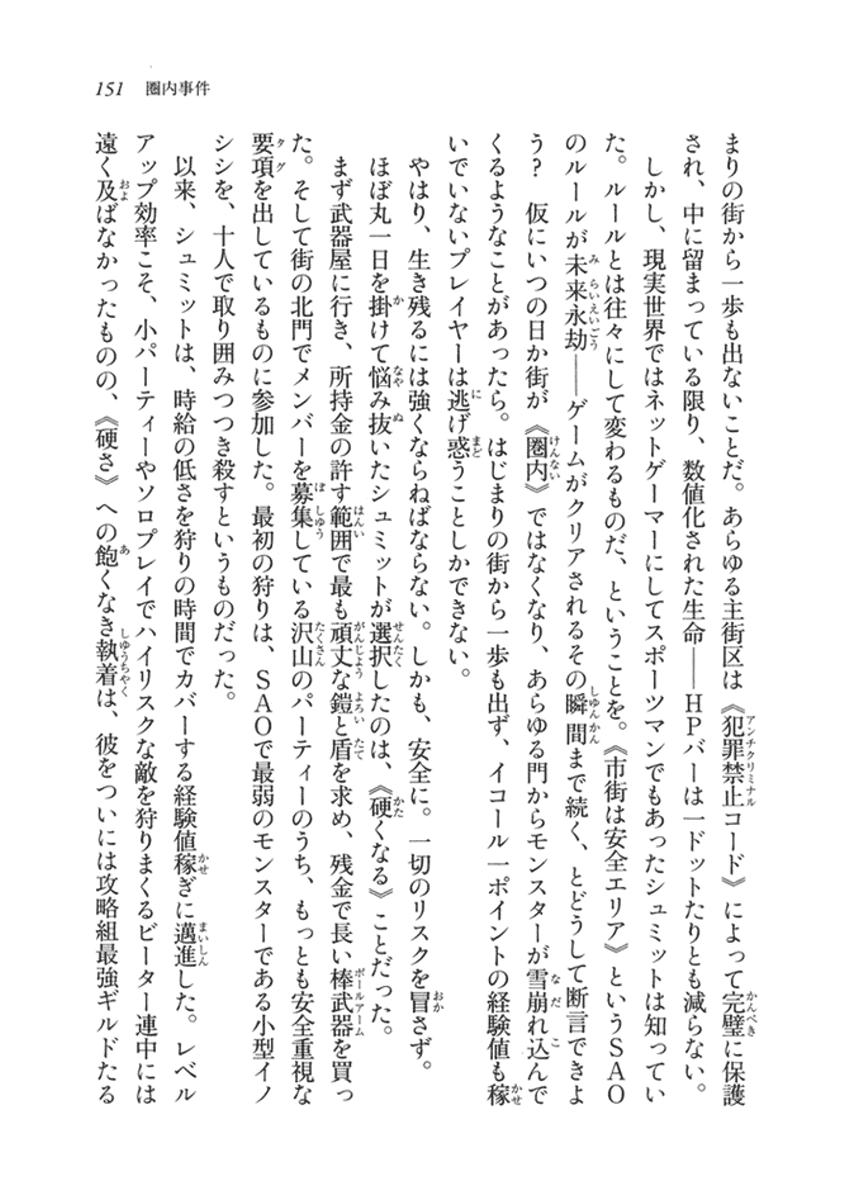 151　圏内事件
まりの街から一歩も出ないことだ。あらゆる主街区は《犯罪禁止コード》によって完璧に保護
され、中に留まっている限り、数値化された生命――HPバーは一ドットたりとも減らない。
しかし、現実世界ではネットゲーマーにしてスポーツマンでもあったシュミットは知ってい
た。ルールとは往々にして変わるものだ、ということを。《市街は安全エリア》というSAO
のルールが未来永劫――ゲームがクリアされるその瞬間まで続く、とどうして断言できよ
う？　仮にいつの日か街が《圏内》ではなくなり、あらゆる門からモンスターが雪崩れ込んで
くるようなことがあったら。はじまりの街から一歩も出ず、イコール一ポイントの経験値も稼
いでいないプレイヤーは逃げ惑うことしかできない。
やはり、生き残るには強くならねばならない。しかも、安全に。一切のリスクを冒さず。
ほぼ丸一日を掛けて悩み抜いたシュミットが選択したのは、《硬くなる》ことだった。
まず武器屋に行き、所持金の許す範囲で最も頑丈な鎧と盾を求め、残金で長い棒武器を買っ
た。そして街の北門でメンバーを募集している沢山のパーティーのうち、もっとも安全重視な
要項を出しているものに参加した。最初の狩りは、SAOで最弱のモンスターである小型イノ
シシを、十人で取り囲みつつき殺すというものだった。
以来、シュミットは、時給の低さを狩りの時間でカバーする経験値稼ぎに邁進した。レベル
アップ効率こそ、小パーティーやソロプレイでハイリスクな敵を狩りまくるビーター連中には
遠く及ばなかったものの、《硬さ》への飽くなき執着は、彼をついには攻略組最強ギルドたる